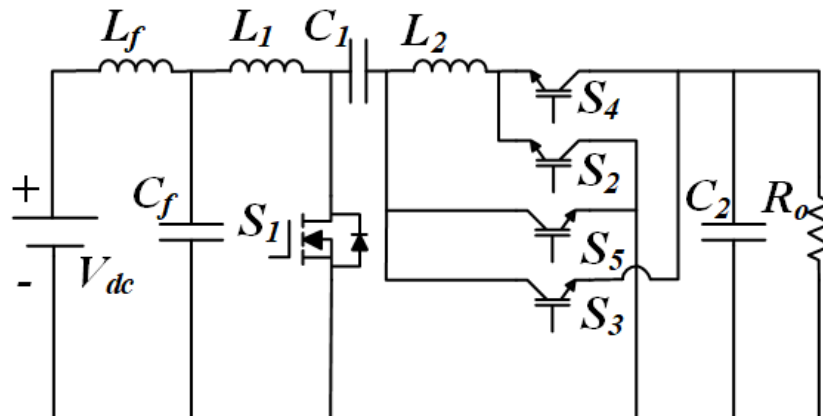 L_f L_1 C_1 L_2
S_4
S_2
+ C_f S_1 C_2 R_o
S_5
- V_dc
S_3